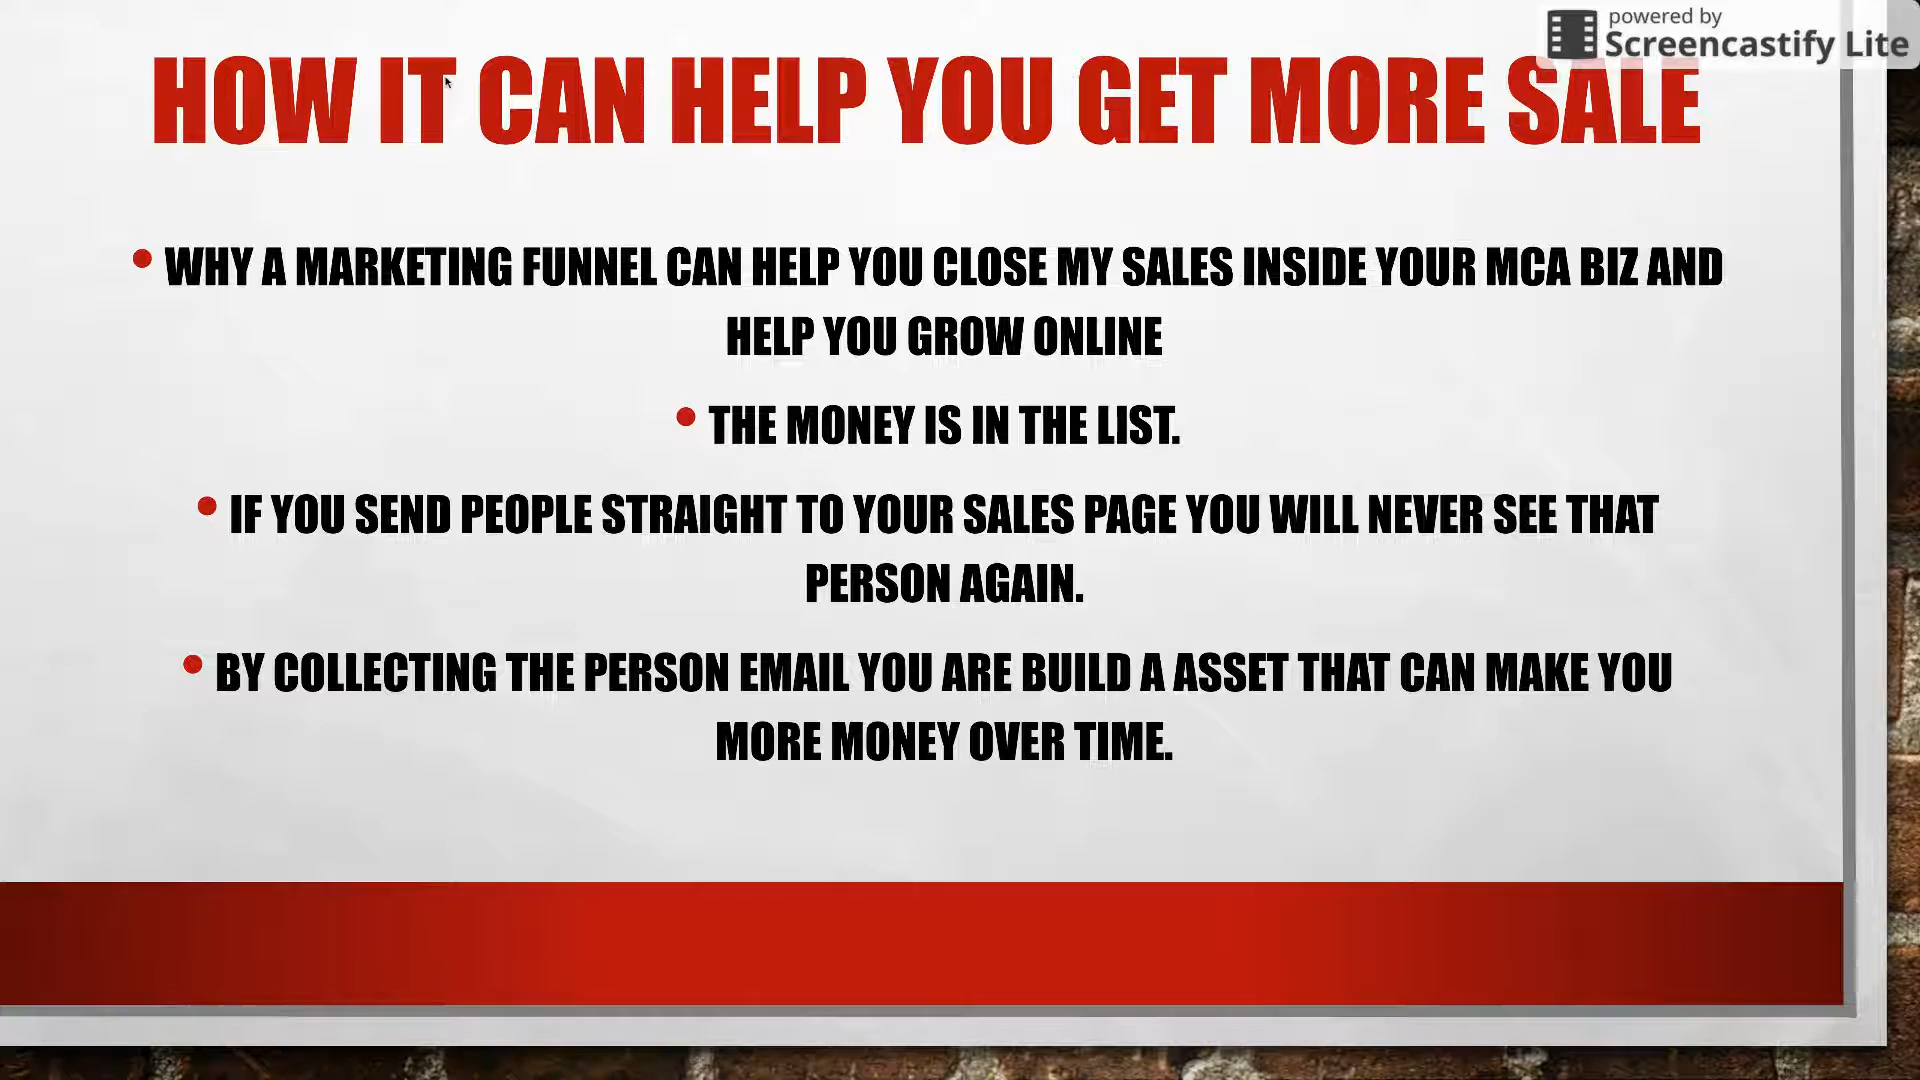 powered by
Screencastify Lite
HOW IT CAN HELP YOU GET MORE SALE
• WHY A MARKETING FUNNEL CAN HELP YOU CLOSE MY SALES INSIDE YOUR MCA BIZ AND
HELP YOU GROW ONLINE
• THE MONEY IS IN THE LIST.
• IF YOU SEND PEOPLE STRAIGHT TO YOUR SALES PAGE YOU WILL NEVER SEE THAT
PERSON AGAIN.
• BY COLLECTING THE PERSON EMAIL YOU ARE BUILD A ASSET THAT CAN MAKE YOU
MORE MONEY OVER TIME.